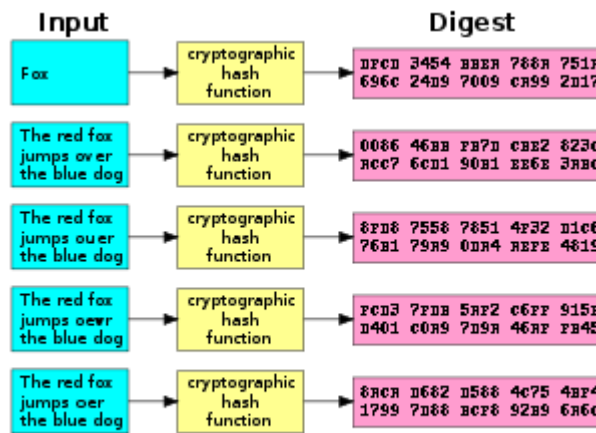 Input
Digest
Fox
cryptographic
hash
function
DFCD 3454 BBEA 788A 751A
696C 24D9 7009 CA99 2D17
The red fox
jumps over
the blue dog
cryptographic
hash
function
0086 46BB FB7D CBE2 823C
ACC7 6CD1 90B1 EE6E 3ABC
The red fox
jumps ouer
the blue dog
cryptographic
hash
function
8FD8 7558 7851 4F32 D1C6
76B1 79A9 0DA4 AEFE 4819
The red fox
jumps oevr
the blue dog
cryptographic
hash
function
FCD3 7FDB 5AF2 C6FF 915F
D401 C0A9 7D9A 46AF FB45
The red fox
jumps oer
the blue dog
cryptographic
hash
function
8ACA D682 D588 4C75 4BF4
1799 7D88 BCF8 92B9 6A6C